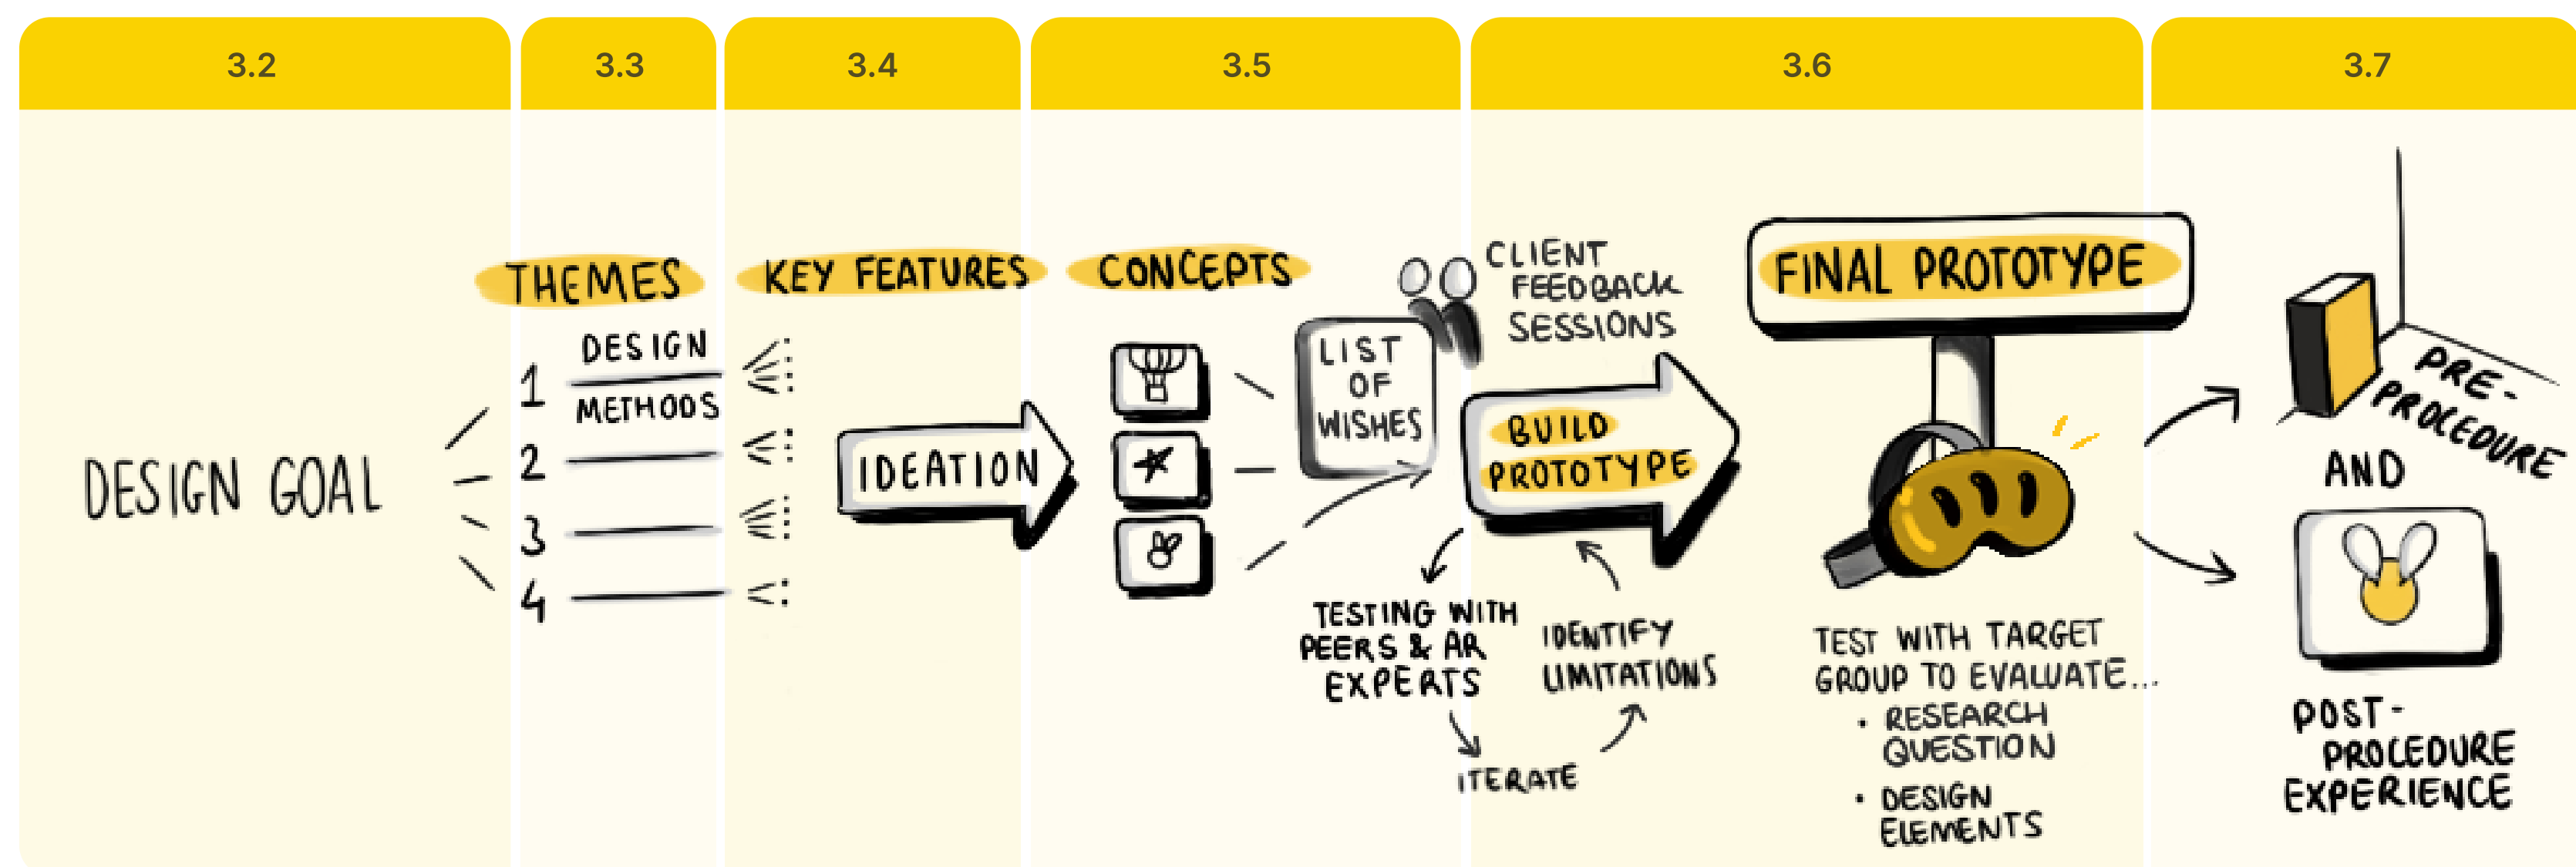 3.2
3.3
3.4
3.5
3.6
3.7
DESIGN GOAL
THEMES
1
DESIGN
METHODS
2
3
4
KEY FEATURES
IDEATION
CONCEPTS
LIST
OF
WISHES
CLIENT
FEEDBACK
SESSIONS
BUILD
PROTOTYPE
TESTING WITH
PEERS & AR
EXPERTS
ITERATE
IDENTIFY
LIMITATIONS
FINAL PROTOTYPE
TEST WITH TARGET
GROUP TO EVALUATE...
• RESEARCH
QUESTION
• DESIGN
ELEMENTS
PRE-
PROCEDURE
AND
POST-
PROCEDURE
EXPERIENCE